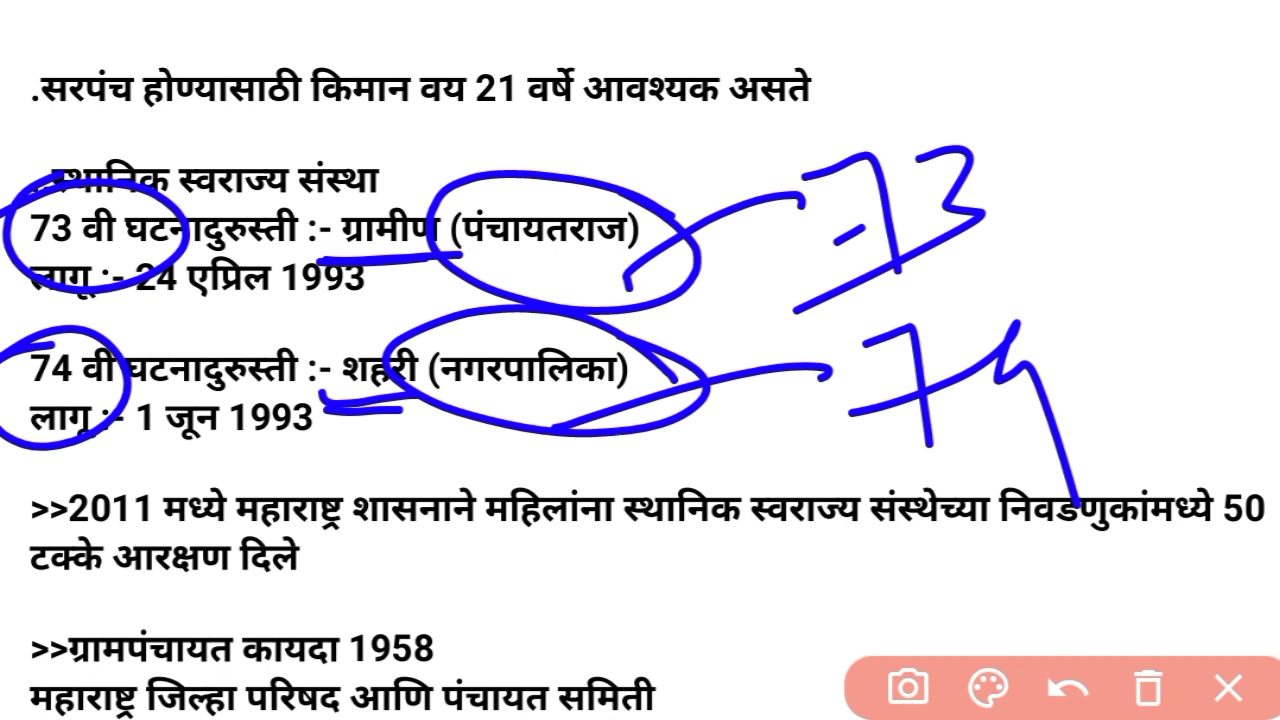 .सरपंच होण्यासाठी किमान वय 21 वर्षे आवश्यक असते
.स्थानिक स्वराज्य संस्था
73 वी घटनादुरुस्ती :- ग्रामीण (पंचायतराज)
73
लागू :- 24 एप्रिल 1993
74 वी घटनादुरुस्ती :- शहरी (नगरपालिका)
74
लागू :- 1 जून 1993
>>2011 मध्ये महाराष्ट्र शासनाने महिलांना स्थानिक स्वराज्य संस्थेच्या निवडणुकांमध्ये 50
टक्के आरक्षण दिले
>>ग्रामपंचायत कायदा 1958
महाराष्ट्र जिल्हा परिषद आणि पंचायत समिती